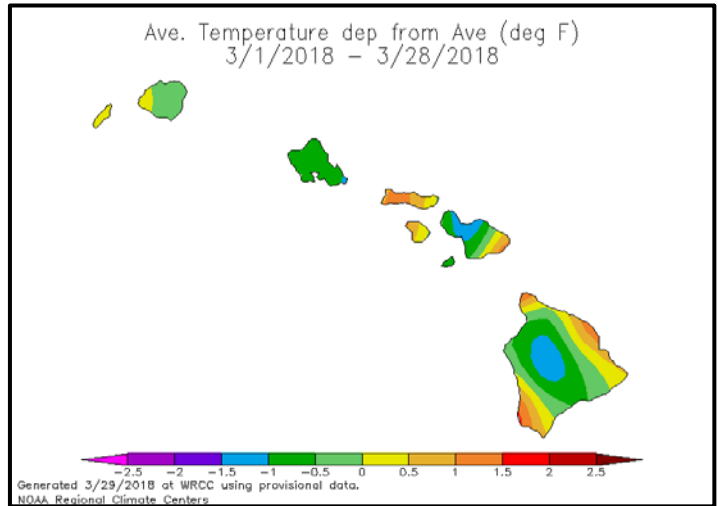 Ave. Temperature dep from Ave (deg F)
3/1/2018 – 3/28/2018
-2.5 -2 -1.5 -1 -0.5 0 0.5 1 1.5 2 2.5
Generated 3/29/2018 at WRCC using provisional data.
NOAA Regional Climate Centers